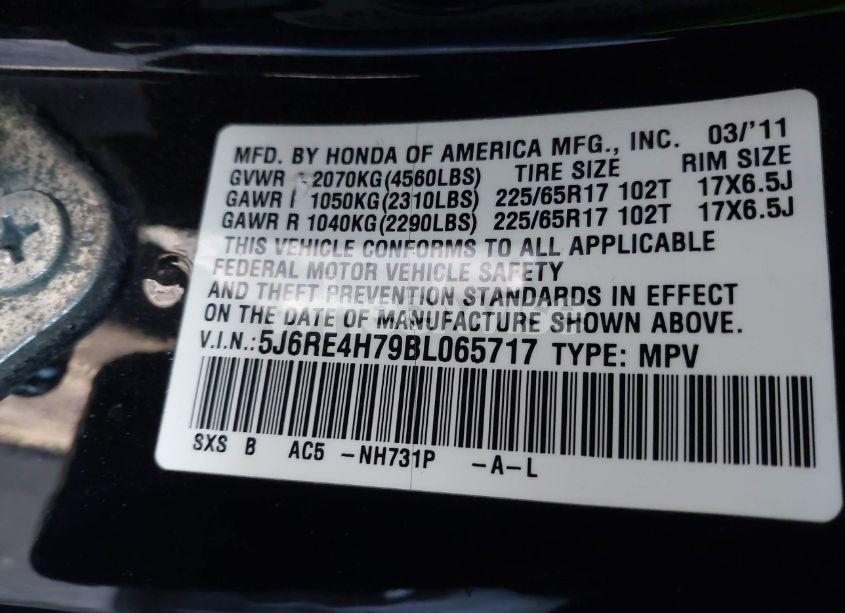 MFD. BY HONDA OF AMERICA MFG., INC. 03/'11
GVWR 2070KG(4560LBS) TIRE SIZE RIM SIZE
GAWR F 1050KG(2310LBS) 225/65R17 102T 17X6.5J
GAWR R 1040KG(2290LBS) 225/65R17 102T 17X6.5J
THIS VEHICLE CONFORMS TO ALL APPLICABLE
FEDERAL MOTOR VEHICLE SAFETY
AND THEFT PREVENTION STANDARDS IN EFFECT
ON THE DATE OF MANUFACTURE SHOWN ABOVE.
V.I.N.:5J6RE4H79BL065717 TYPE: MPV
SXS B AC5 -NH731P -A-L